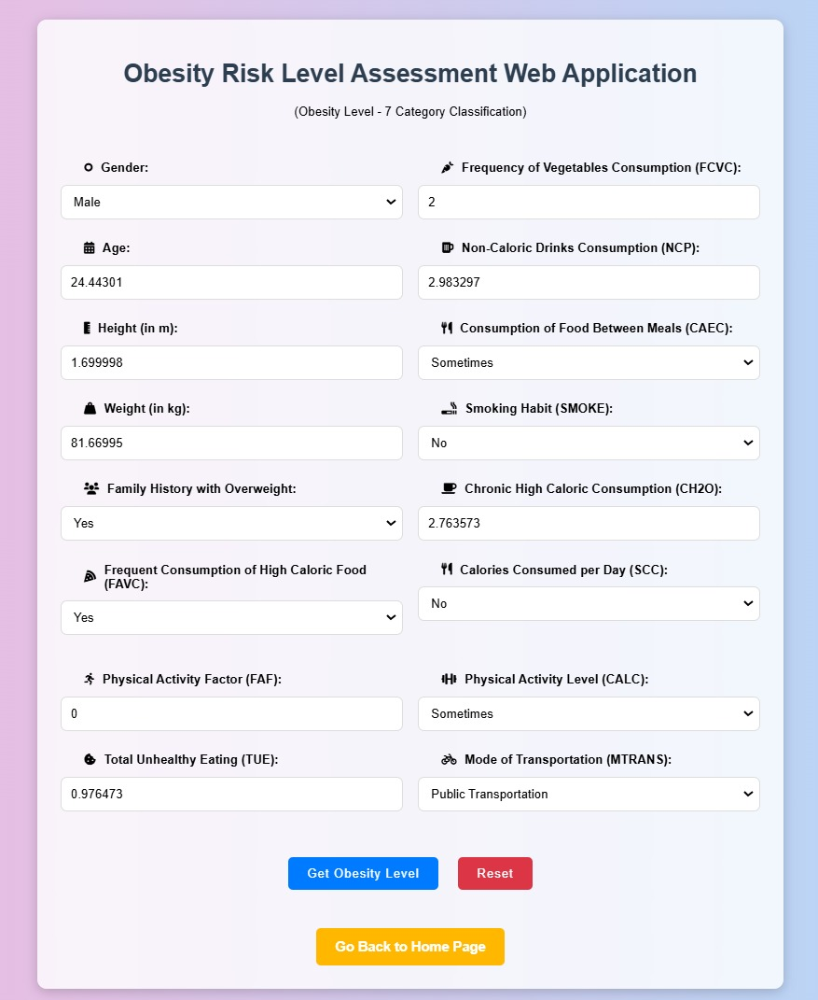 Obesity Risk Level Assessment Web Application
(Obesity Level - 7 Category Classification)
Gender:
Male
Frequency of Vegetables Consumption (FCVC):
2
Age:
24.44301
Non-Caloric Drinks Consumption (NCP):
2.983297
Height (in m):
1.699998
Consumption of Food Between Meals (CAEC):
Sometimes
Weight (in kg):
81.66995
Smoking Habit (SMOKE):
No
Family History with Overweight:
Yes
Chronic High Caloric Consumption (CH2O):
2.763573
Frequent Consumption of High Caloric Food
(FAVC):
Yes
Calories Consumed per Day (SCC):
No
Physical Activity Factor (FAF):
0
Physical Activity Level (CALC):
Sometimes
Total Unhealthy Eating (TUE):
0.976473
Mode of Transportation (MTRANS):
Public Transportation
Get Obesity Level
Reset
Go Back to Home Page